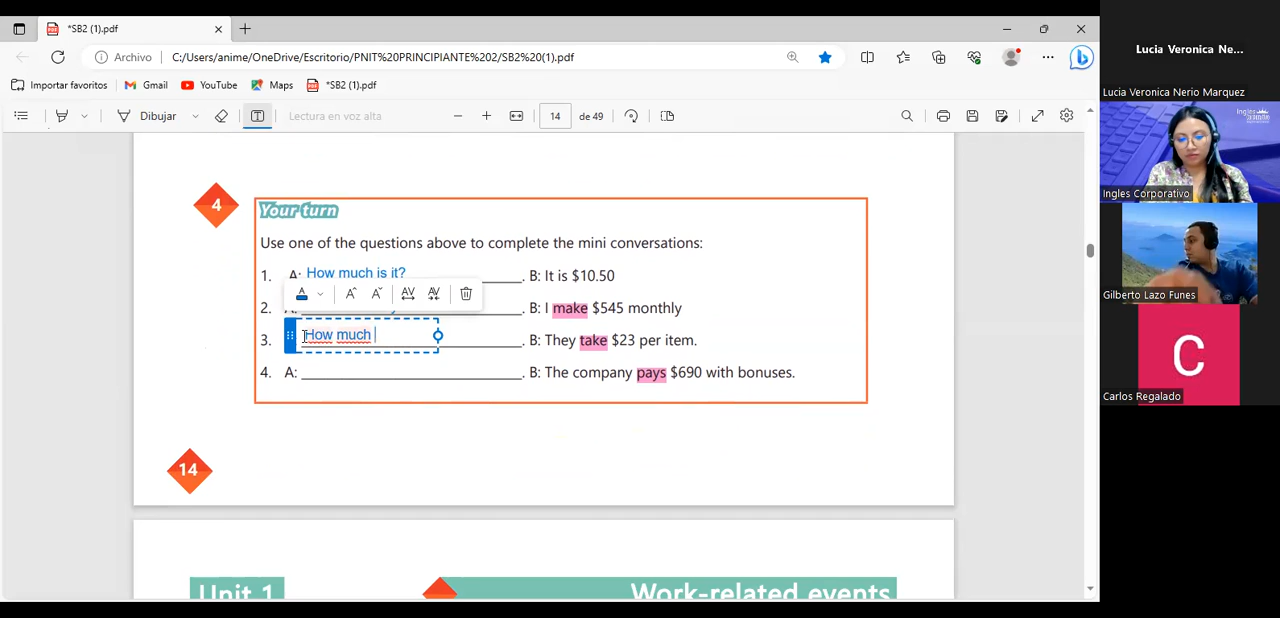 *SB2 (1).pdf
Archivo C:/Users/anime/OneDrive/Escritorio/PNIT%20PRINCIPIANTE%202/SB2%20(1).pdf
Importar favoritos Gmail YouTube Maps *SB2 (1).pdf
Dibujar Lectura en voz alta 14 de 49
4
Your turn
Use one of the questions above to complete the mini conversations:
1. A: How much is it? B: It is $10.50
2. A: B: I make $545 monthly
3. How much B: They take $23 per item.
4. A: ______. B: The company pays $690 with bonuses.
14
Unit 1 Work-related events
Lucia Veronica Ne...
Lucia Veronica Nerio Marquez
Ingles Corporativo
Gilberto Lazo Funes
C
Carlos Regalado